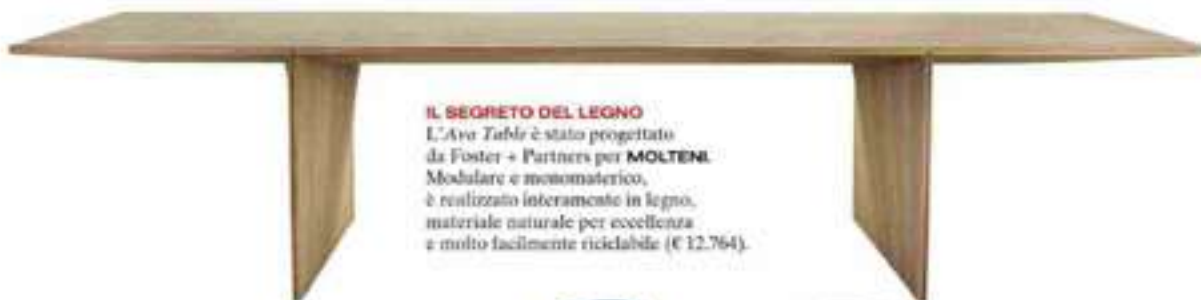 IL SEGRETO DEL LEGNO
L'Ava Table è stato progettato
da Foster + Partners per MOLTENI.
Modulare e monomaterico,
è realizzato interamente in legno,
materiale naturale per eccellenza
e molto facilmente riciclabile (€ 12.764).